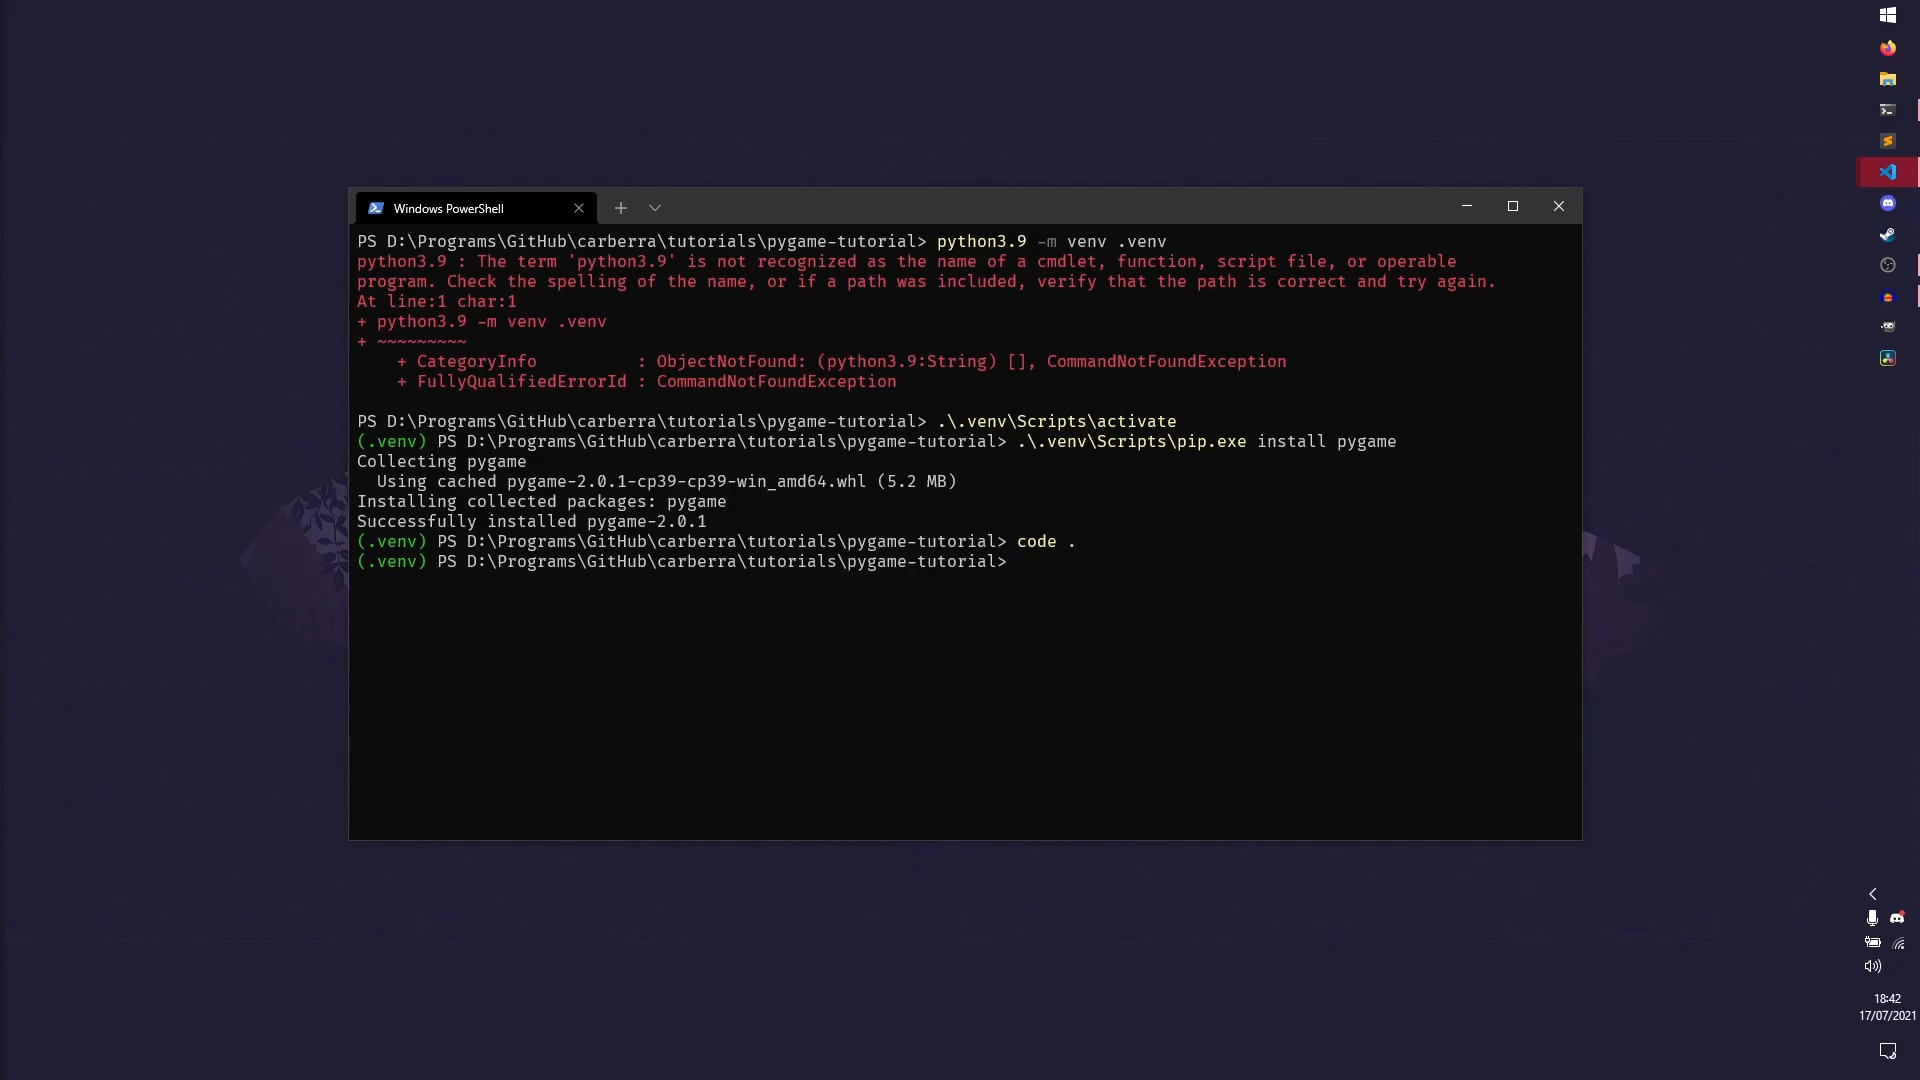 Windows PowerShell
PS D:\Programs\GitHub\carberra\tutorials\pygame-tutorial> python3.9 -m venv .venv
python3.9 : The term 'python3.9' is not recognized as the name of a cmdlet, function, script file, or operable
program. Check the spelling of the name, or if a path was included, verify that the path is correct and try again.
At line:1 char:1
+ python3.9 -m venv .venv
+ ~~~~~~~~~
    + CategoryInfo          : ObjectNotFound: (python3.9:String) [], CommandNotFoundException
    + FullyQualifiedErrorId : CommandNotFoundException
PS D:\Programs\GitHub\carberra\tutorials\pygame-tutorial> .\.venv\Scripts\activate
(.venv) PS D:\Programs\GitHub\carberra\tutorials\pygame-tutorial> .\.venv\Scripts\pip.exe install pygame
Collecting pygame
  Using cached pygame-2.0.1-cp39-cp39-win_amd64.whl (5.2 MB)
Installing collected packages: pygame
Successfully installed pygame-2.0.1
(.venv) PS D:\Programs\GitHub\carberra\tutorials\pygame-tutorial> code .
(.venv) PS D:\Programs\GitHub\carberra\tutorials\pygame-tutorial>
18:42
17/07/2021